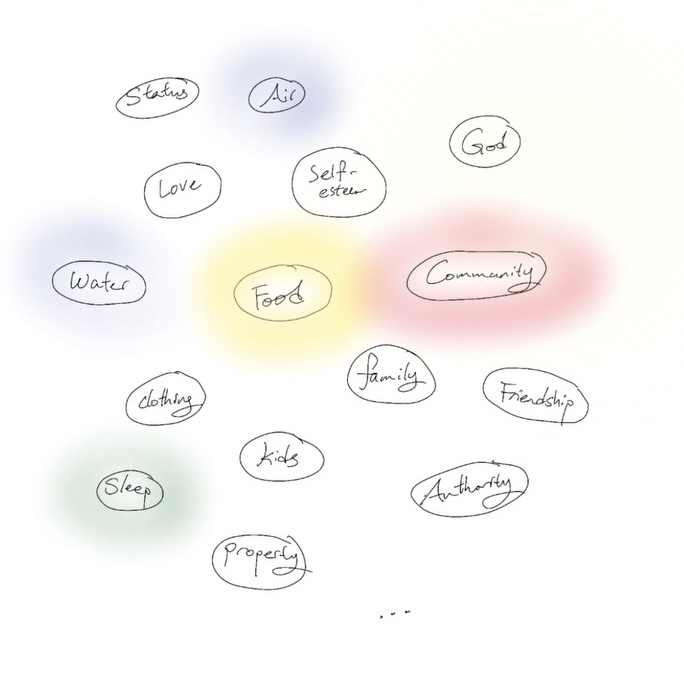 Status
Air
God
Love
Self-
esteem
Water
Food
Community
family
Friendship
clothing
kids
Sleep
Authority
property
...